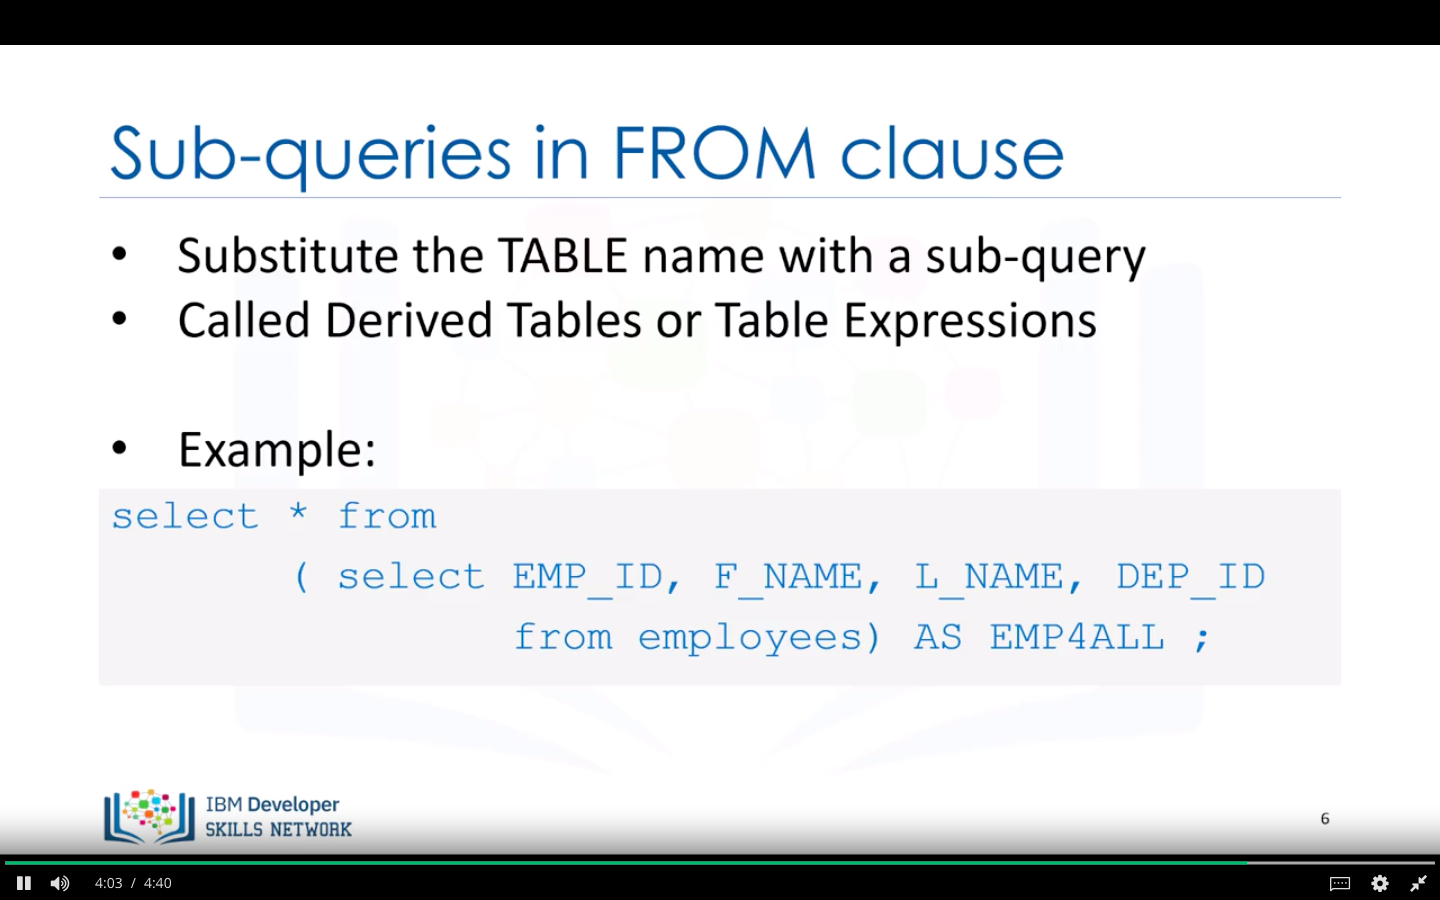 Sub-queries in FROM clause
• Substitute the TABLE name with a sub-query
• Called Derived Tables or Table Expressions
• Example:
select * from
( select EMP_ID, F_NAME, L_NAME, DEP_ID
from employees) AS EMP4ALL ;
IBM Developer
SKILLS NETWORK
6
4:03 / 4:40